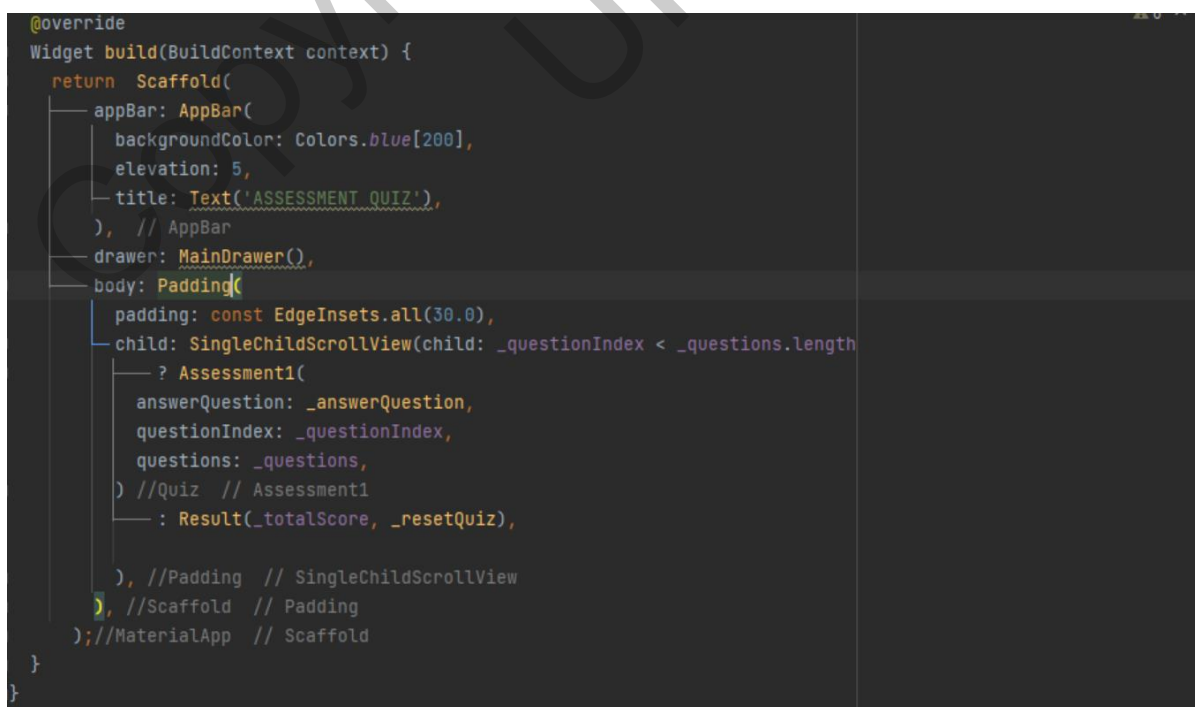 @override
Widget build(BuildContext context) {
return  Scaffold(
appBar: AppBar(
backgroundColor: Colors.blue[200],
elevation: 5,
title: Text('ASSESSMENT QUIZ'),
),  // AppBar
drawer: MainDrawer(),
body: Padding(
padding: const EdgeInsets.all(30.0),
child: SingleChildScrollView(child: _questionIndex < _questions.length
? Assessment1(
answerQuestion: _answerQuestion,
questionIndex: _questionIndex,
questions: _questions,
) //Quiz  // Assessment1
: Result(_totalScore, _resetQuiz),
), //Padding  // SingleChildScrollView
), //Scaffold  // Padding
);//MaterialApp  // Scaffold
}
}